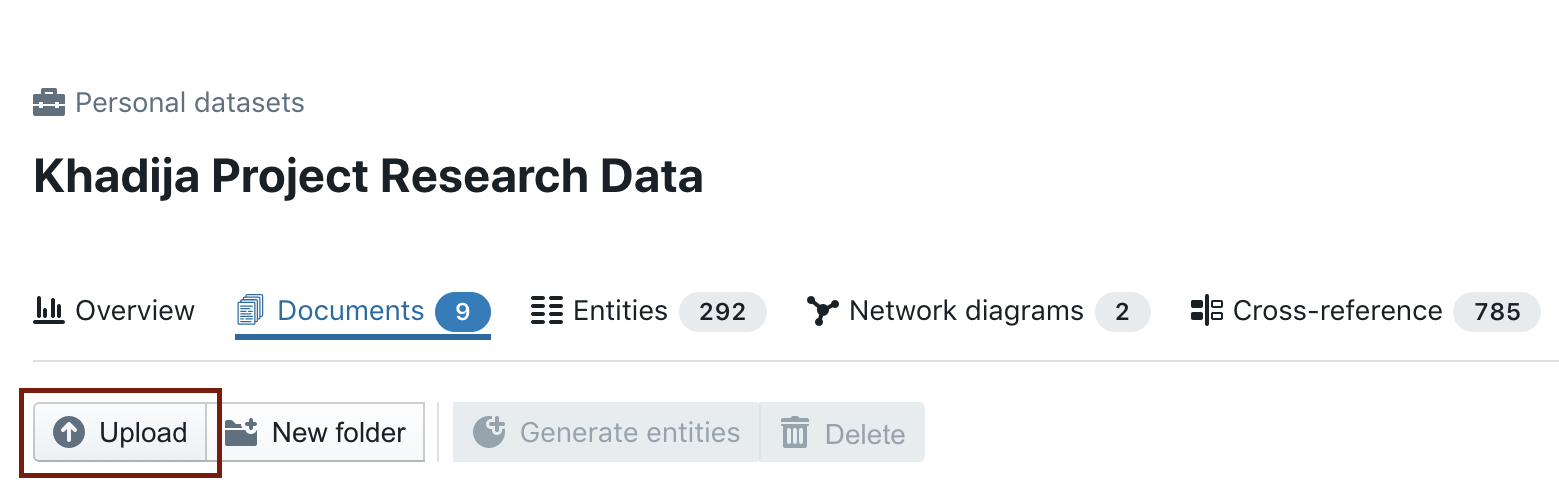 Personal datasets
Khadija Project Research Data
Overview Documents 9 Entities 292 Network diagrams 2 Cross-reference 785
Upload New folder Generate entities Delete